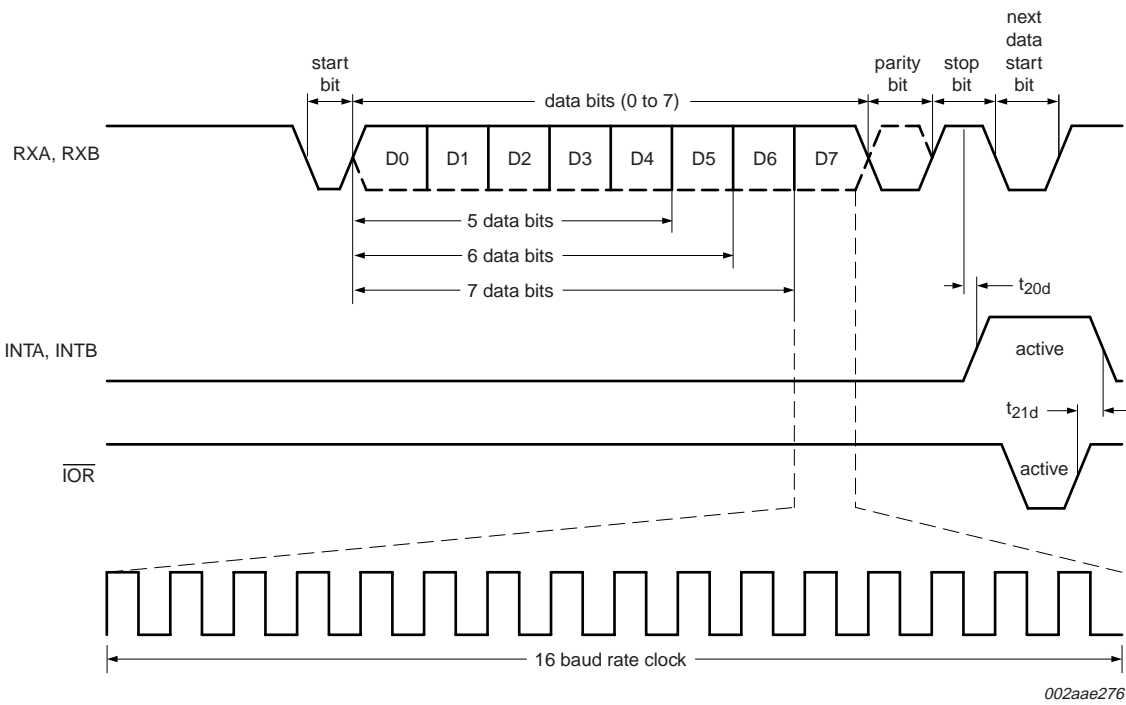 next
data
start
bit
start
bit
parity
bit
stop
bit
data bits (0 to 7)
RXA, RXB
D0 D1 D2 D3 D4 D5 D6 D7
5 data bits
6 data bits
7 data bits
t20d
INTA, INTB
active
t21d
IOR
active
16 baud rate clock
002aae276